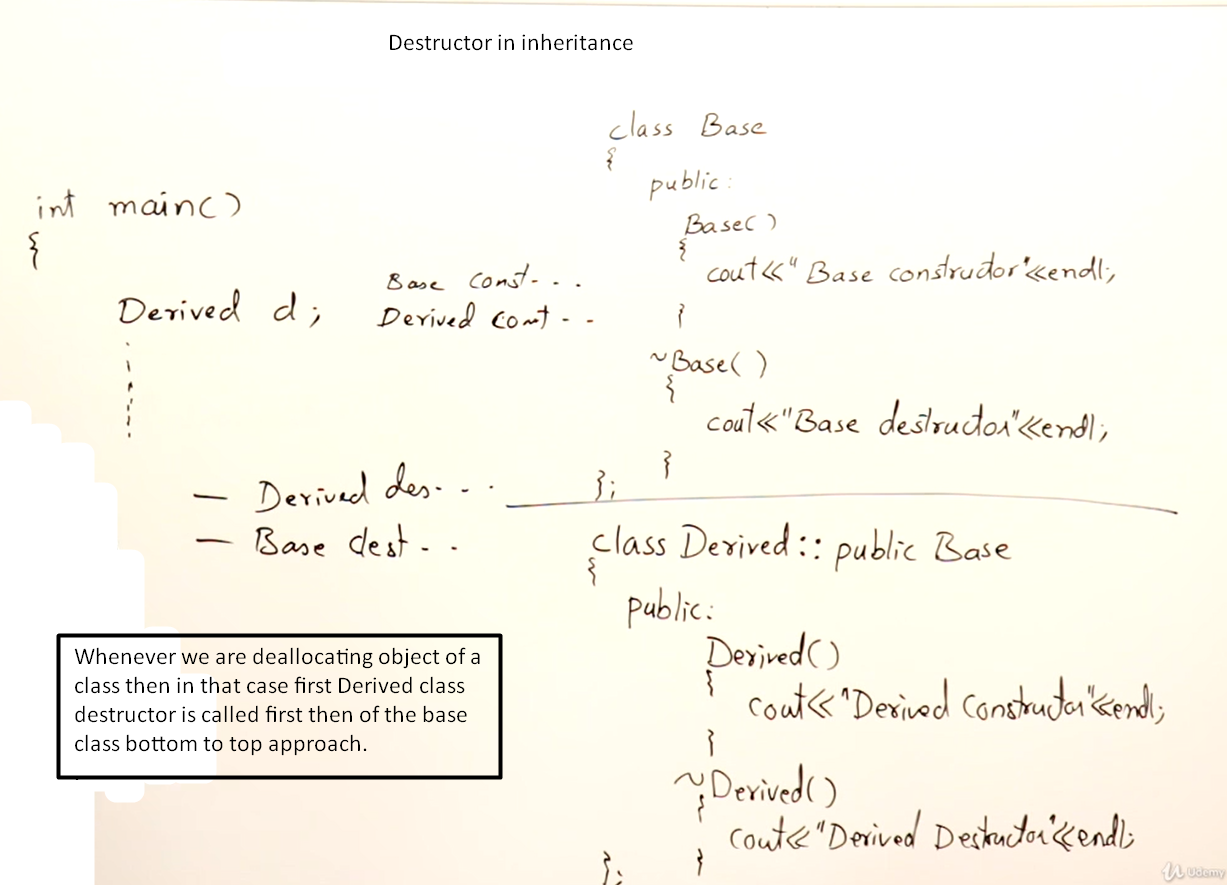 Destructor in inheritance
int main()
{
Derived d;
Base const...
Derived cont..
— Derived des...
— Base dest..
Whenever we are deallocating object of a
class then in that case first Derived class
destructor is called first then of the base
class bottom to top approach.
class Base
{
public:
Base()
{
cout<<"Base constructor"<<endl;
}
~Base()
{
cout<<"Base destructor"<<endl;
}
};
class Derived:: public Base
{
public:
Derived()
{
cout<<"Derived Constructor"<<endl;
}
~Derived()
{
cout<<"Derived Destructor"<<endl;
}
};
Udemy